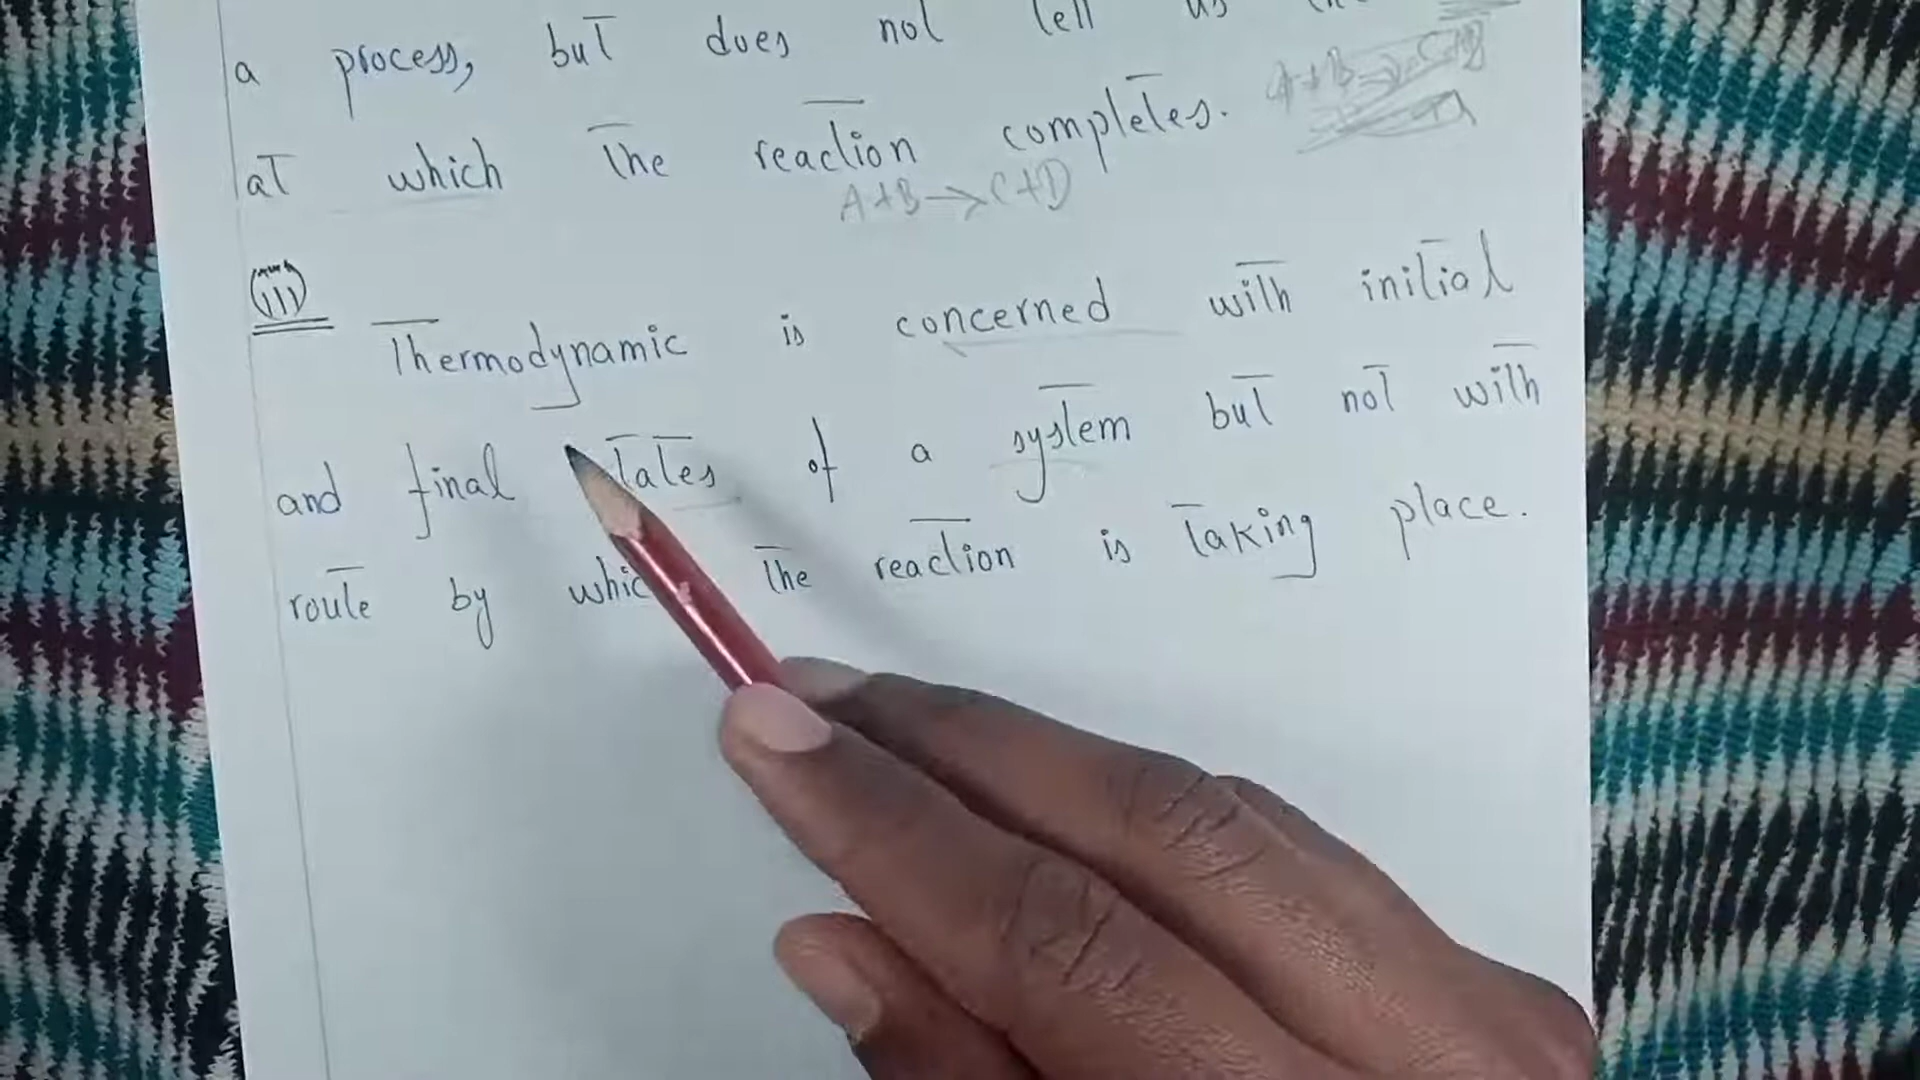 a process, but does not tell us
at which the reaction completes.
A+B→C+D
(iii)
Thermodynamic is concerned with initial
and final states of a system but not with
route by which the reaction is taking place.